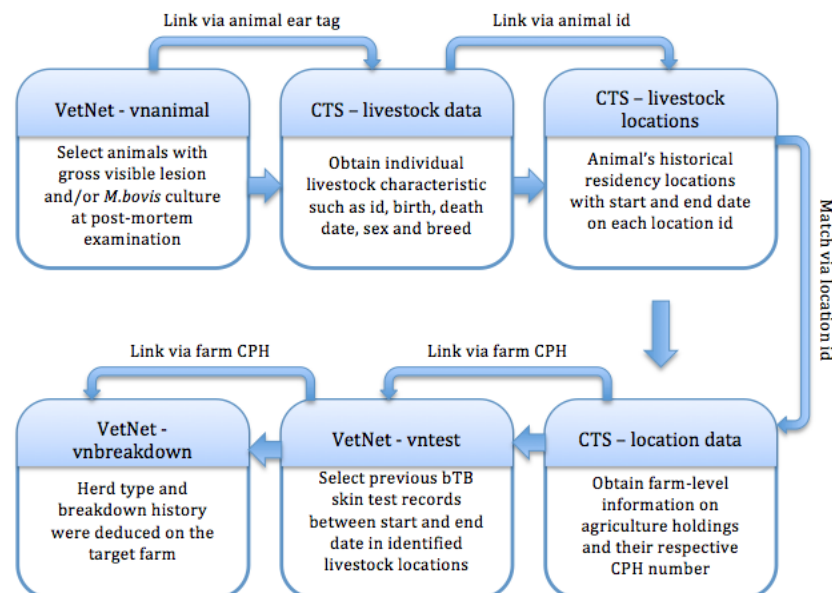 Link via animal ear tag
Link via animal id
VetNet - vnanimal
Select animals with
gross visible lesion
and/or M.bovis culture
at post-mortem
examination
CTS – livestock data
Obtain individual
livestock characteristic
such as id, birth, death
date, sex and breed
CTS – livestock
locations
Animal's historical
residency locations
with start and end date
on each location id
Match via location id
Link via farm CPH
Link via farm CPH
VetNet -
vnbreakdown
Herd type and
breakdown history
were deduced on the
target farm
VetNet - vntest
Select previous bTB
skin test records
between start and end
date in identified
livestock locations
CTS – location data
Obtain farm-level
information on
agriculture holdings
and their respective
CPH number